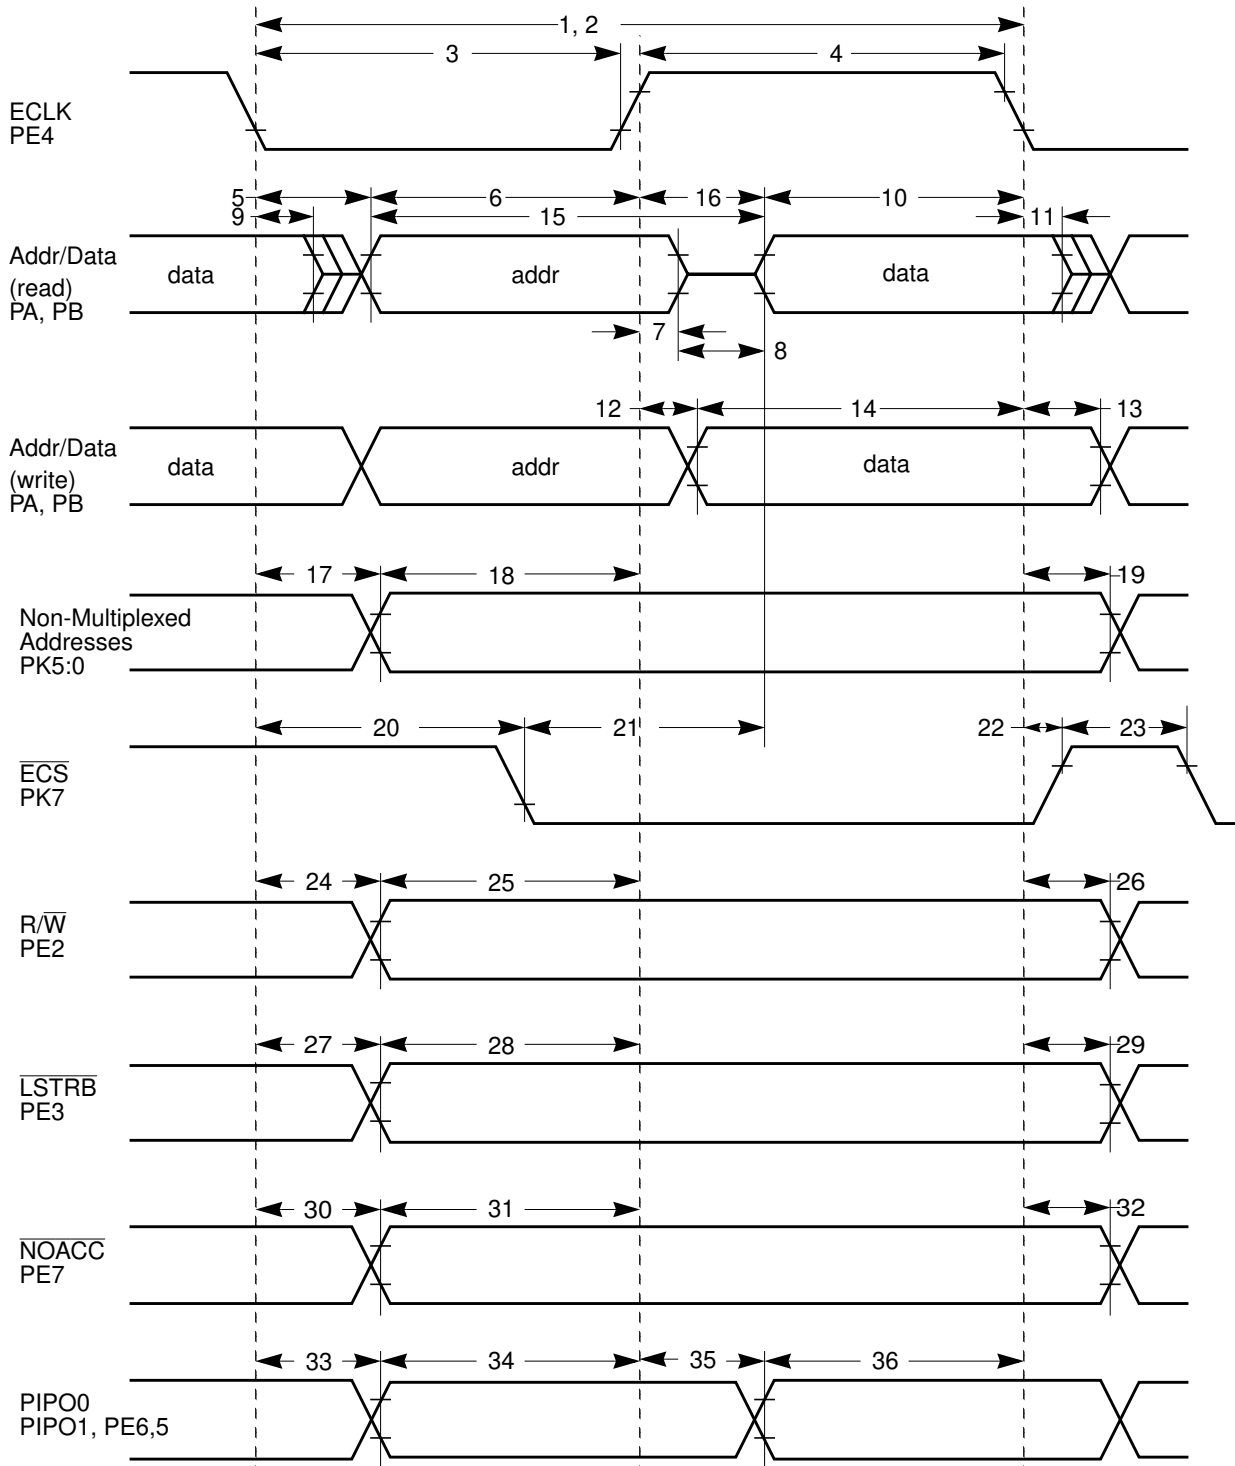 1, 2
3
4
ECLK
PE4
5
6
16
10
9
15
11
Addr/Data
(read)
PA, PB
data
addr
data
7
8
12
14
13
Addr/Data
(write)
PA, PB
data
addr
data
17
18
19
Non-Multiplexed
Addresses
PK5:0
20
21
22
23
ECS
PK7
24
25
26
R/W
PE2
27
28
29
LSTRB
PE3
30
31
32
NOACC
PE7
33
34
35
36
PIPO0
PIPO1, PE6,5